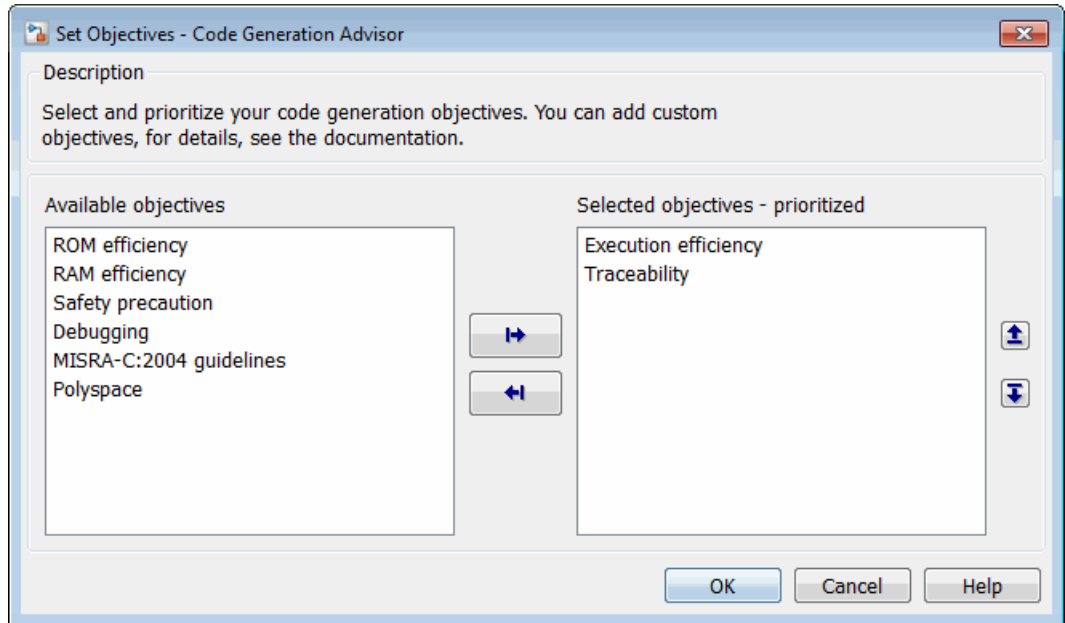 Set Objectives - Code Generation Advisor
Description
Select and prioritize your code generation objectives. You can add custom
objectives, for details, see the documentation.
Available objectives
ROM efficiency
RAM efficiency
Safety precaution
Debugging
MISRA-C:2004 guidelines
Polyspace
Selected objectives - prioritized
Execution efficiency
Traceability
OK
Cancel
Help